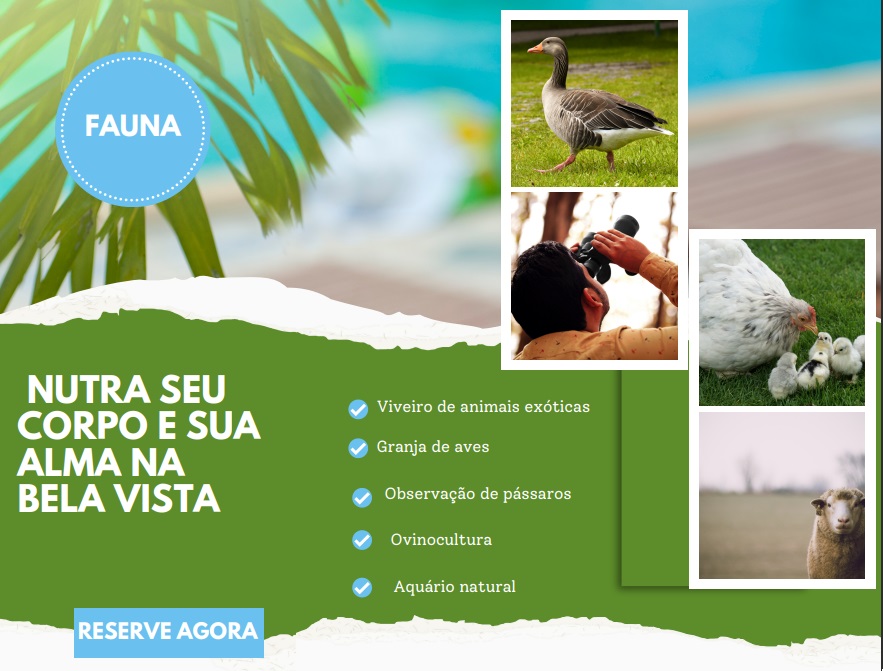 FAUNA
NUTRA SEU
CORPO E SUA
ALMA NA
BELA VISTA
Viveiro de animais exóticas
Granja de aves
Observação de pássaros
Ovinocultura
Aquário natural
RESERVE AGORA